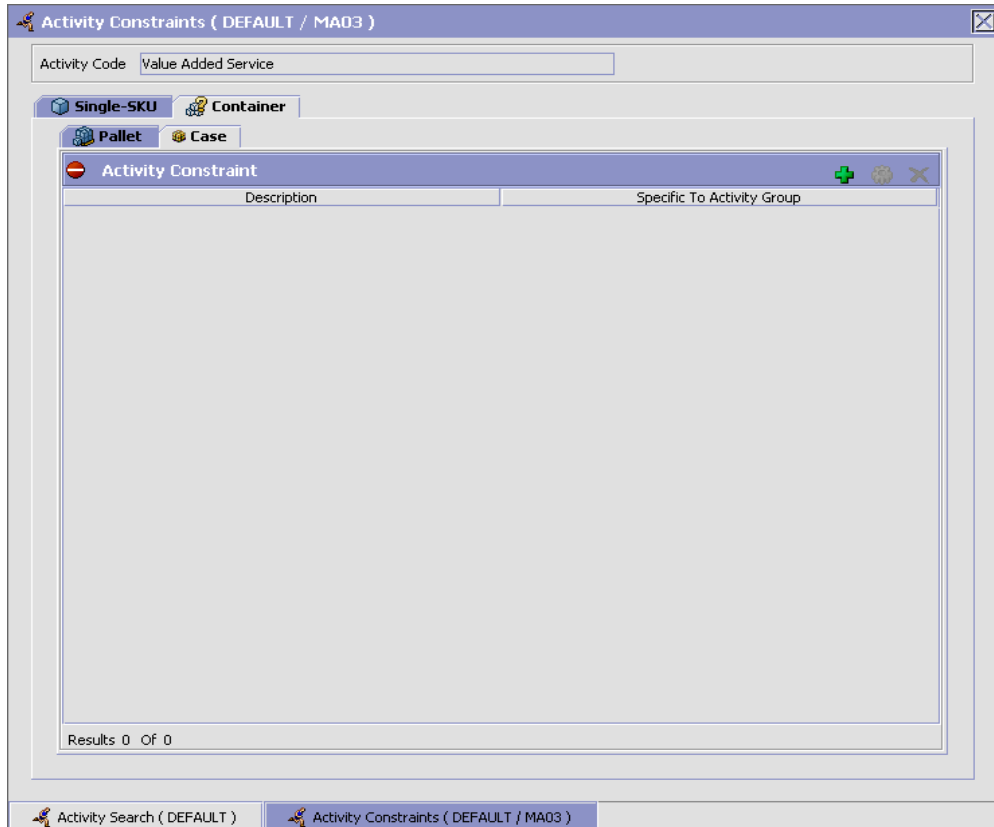 Activity Constraints ( DEFAULT / MA03 )
Activity Code Value Added Service
Single-SKU Container
Pallet Case
Activity Constraint
Description Specific To Activity Group
Results 0 Of 0
Activity Search ( DEFAULT ) Activity Constraints ( DEFAULT / MA03 )